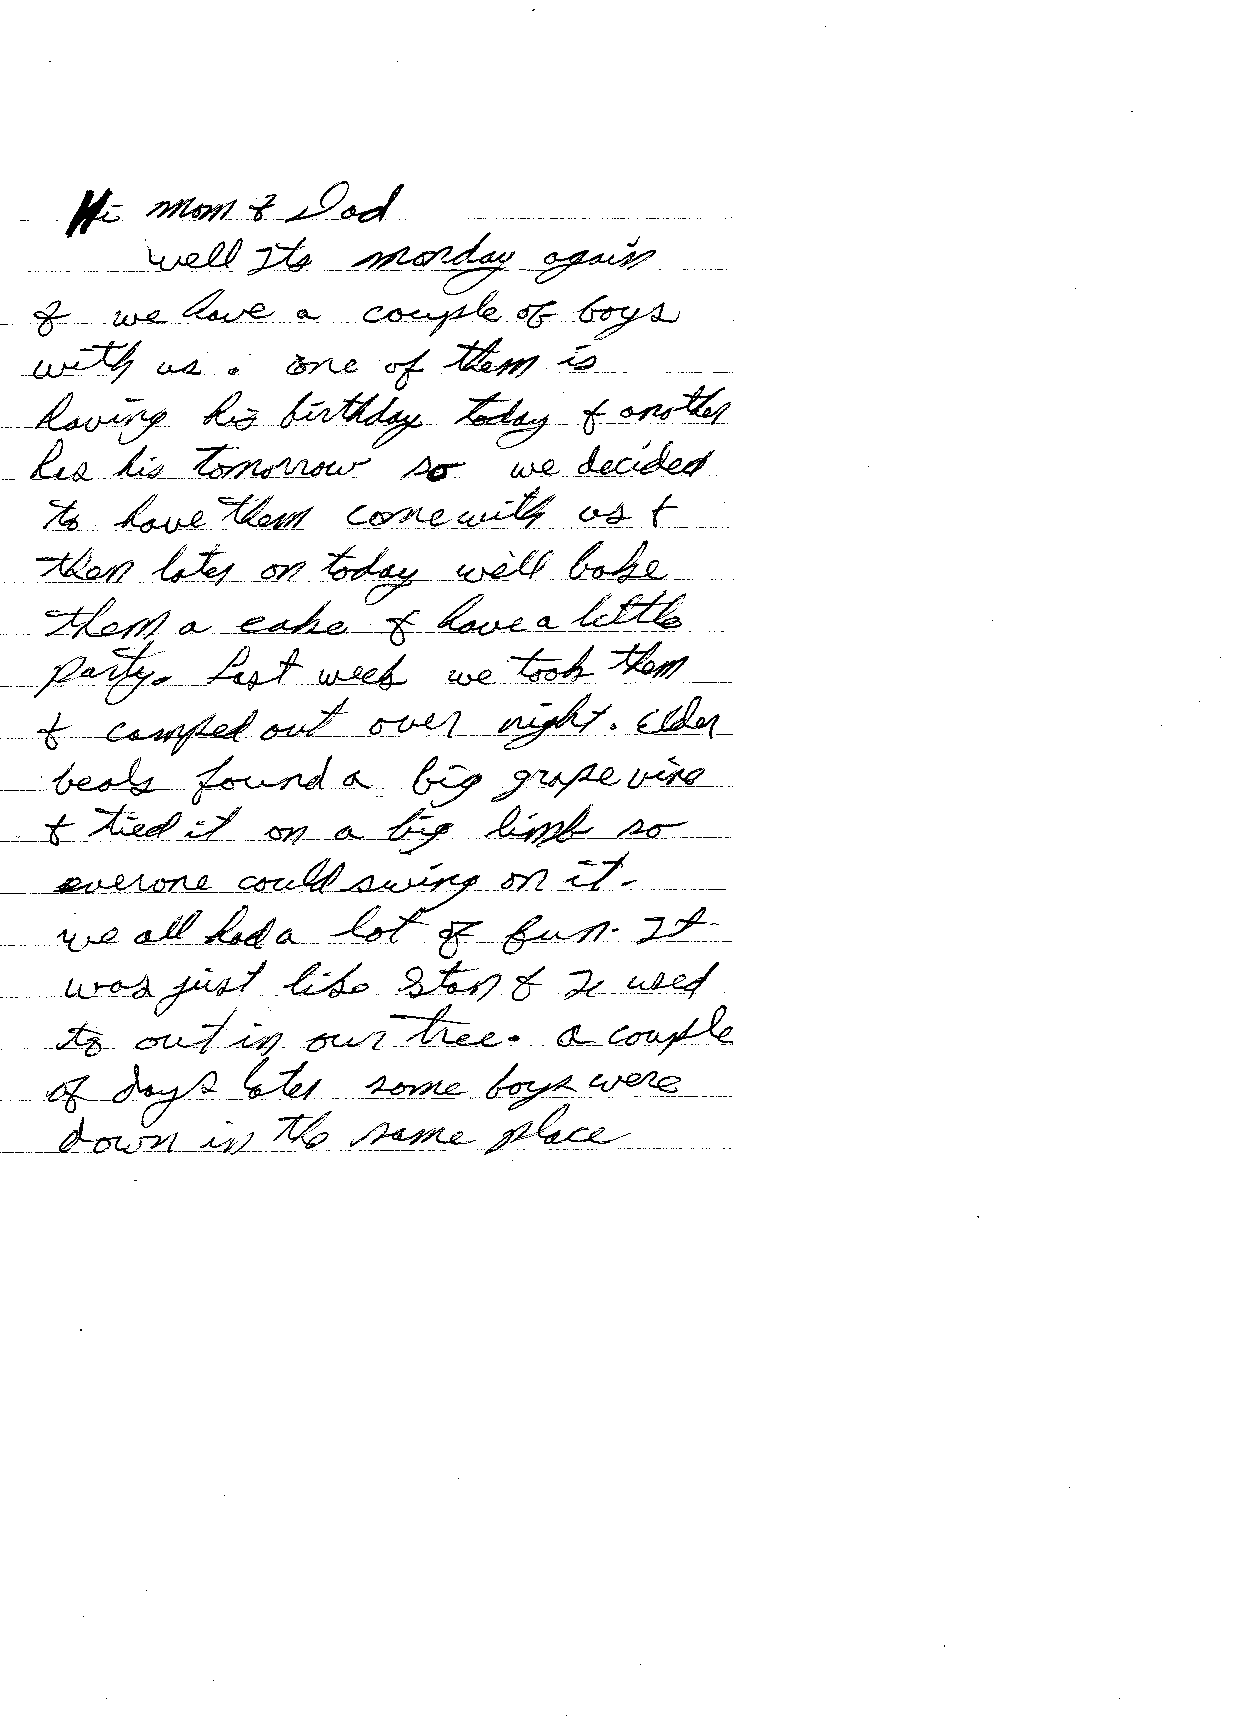 Hi mom & Dad
well Its monday again
& we have a couple of boys
with us. one of them is
having his birthday today & another
has his tomorrow so we decided
to have them come with us &
then later on today we'll bake
them a cake & have a little
party. Last week we took them
& camped out over night. Elder
beals found a big grape vine
& tied it on a big limb so
everone could swing on it.
we all had a lot of fun. It
was just like Stan & I used
to out in our tree. a couple
of days later some boys were
down in the same place